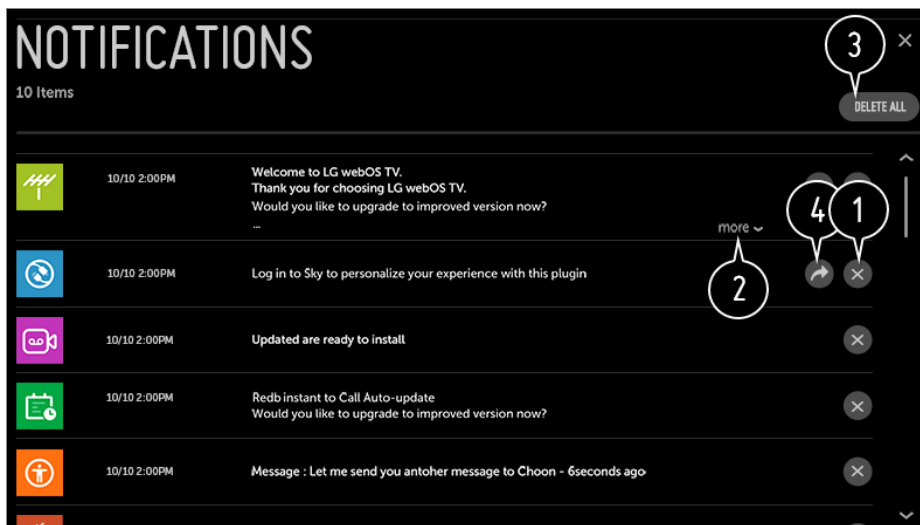 NOTIFICATIONS
10 Items
3
DELETE ALL
10/10 2:00PM
Welcome to LG webOS TV.
Thank you for choosing LG webOS TV.
Would you like to upgrade to improved version now?
...
more
4
1
10/10 2:00PM
Log in to Sky to personalize your experience with this plugin
2
10/10 2:00PM
Updated are ready to install
10/10 2:00PM
Redb instant to Call Auto-update
Would you like to upgrade to improved version now?
10/10 2:00PM
Message : Let me send you antoher message to Choon - 6seconds ago